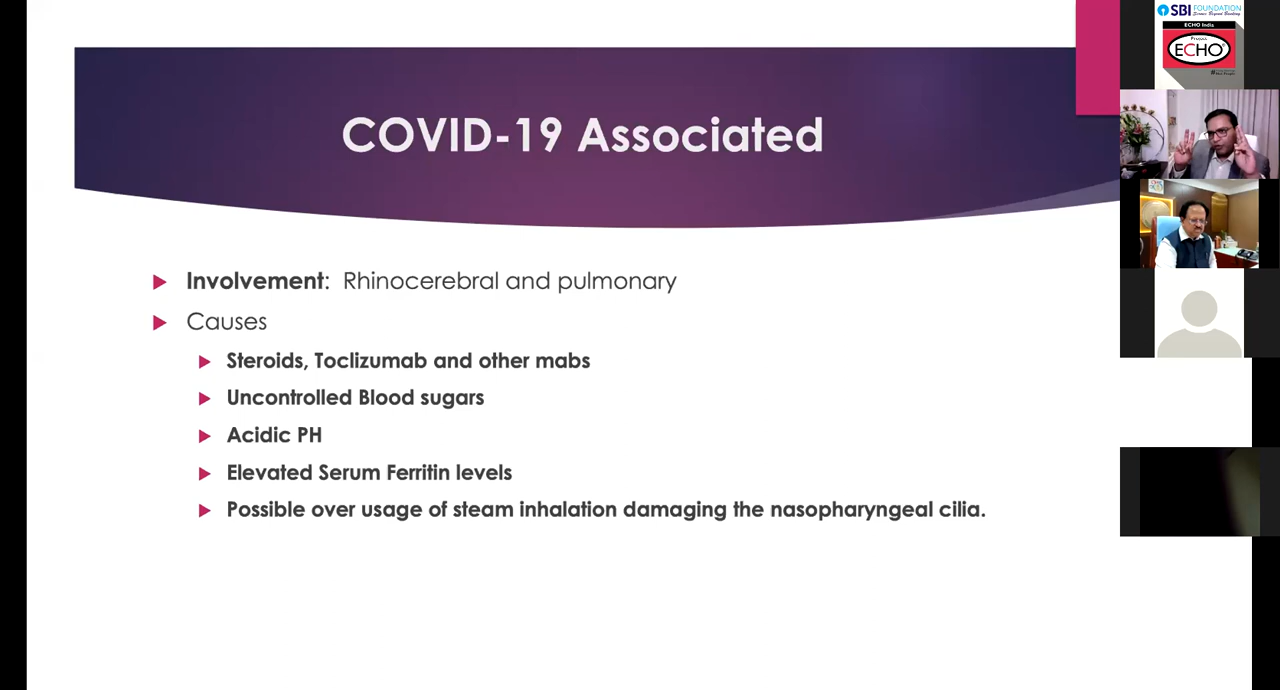 COVID-19 Associated
Involvement: Rhinocerebral and pulmonary
Causes
Steroids, Toclizumab and other mabs
Uncontrolled Blood sugars
Acidic PH
Elevated Serum Ferritin levels
Possible over usage of steam inhalation damaging the nasopharyngeal cilia.
SBI FOUNDATION
ECHO India
Project
ECHO